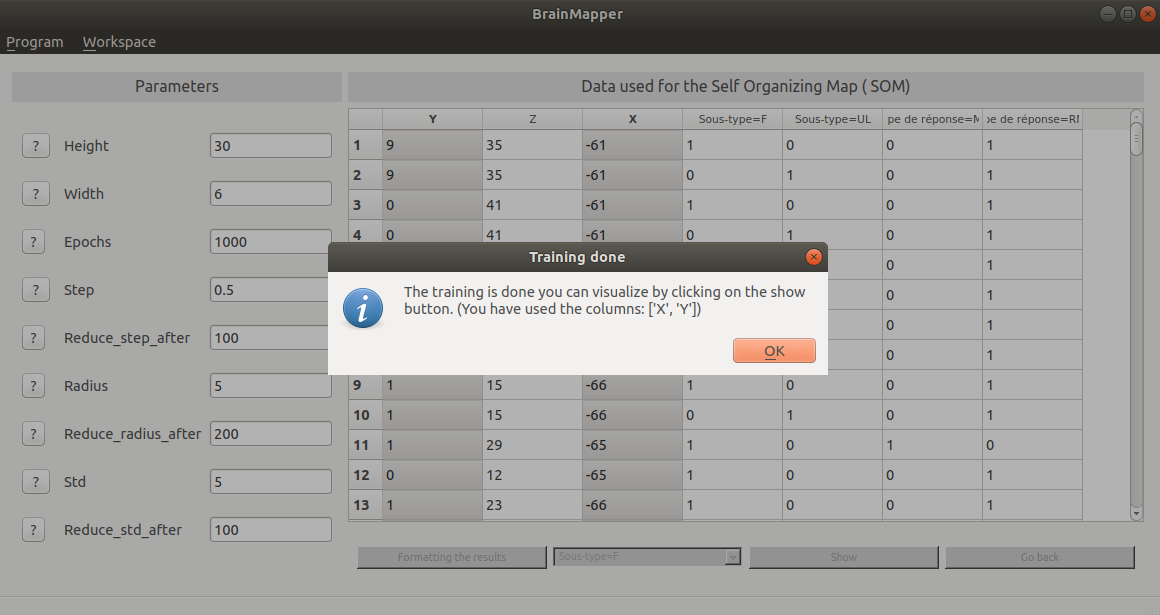 BrainMapper
Program Workspace
Parameters
Data used for the Self Organizing Map ( SOM)
Y Z X Sous-type=F Sous-type=UL pe de réponse=M pe de réponse=RE
? Height 30
? Width 6
? Epochs 1000
? Step 0.5
? Reduce_step_after 100
? Radius 5
? Reduce_radius_after 200
? Std 5
? Reduce_std_after 100
1 9 35 -61 1 0 0 1
2 9 35 -61 0 1 0 1
3 0 41 -61 1 0 0 1
4 0 41 -61 0 1 0 1
0 1
0 1
0 1
0 1
9 1 15 -66 1 0 0 1
10 1 15 -66 0 1 0 1
11 1 29 -65 1 0 1 0
12 0 12 -65 1 0 0 1
13 1 23 -66 1 0 0 1
Training done
The training is done you can visualize by clicking on the show
button. (You have used the columns: ['X', 'Y'])
OK
Formatting the results Sous-type=F Show Go back